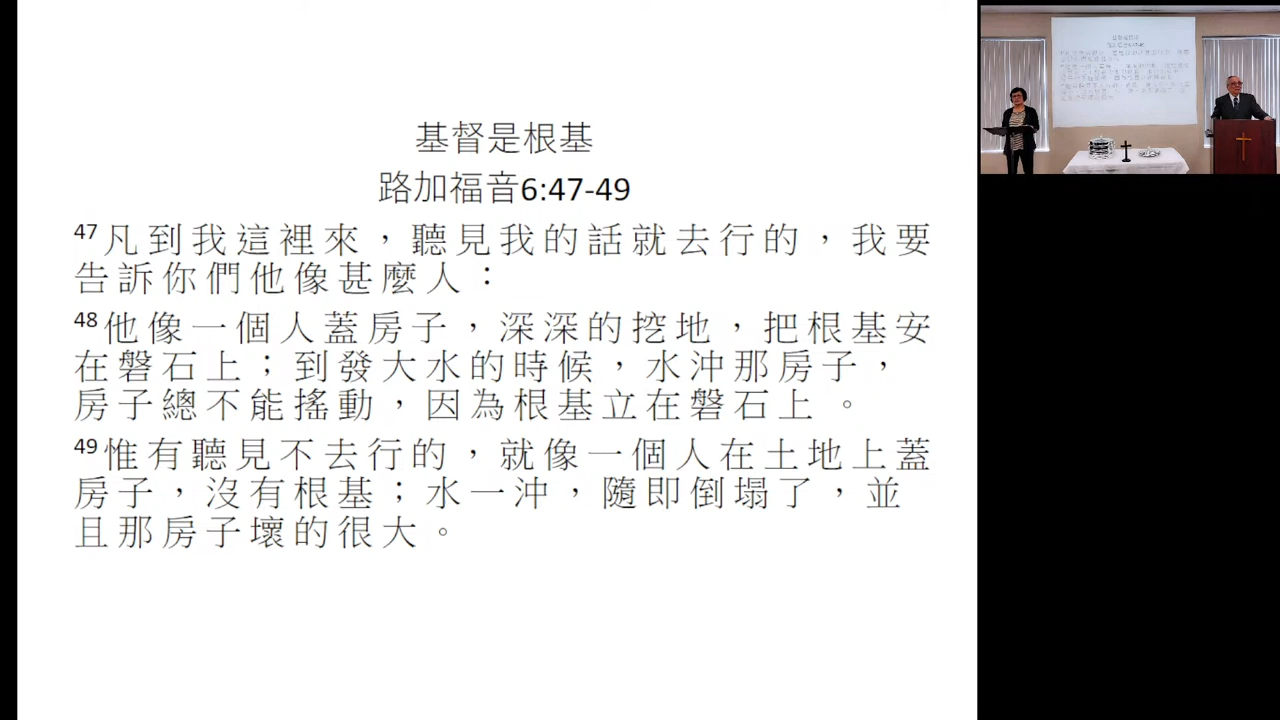 基督是根基
路加福音6:47-49
47凡到我這裡來，聽見我的話就去行的，我要
告訴你們他像甚麼人：
48他像一個人蓋房子，深深的挖地，把根基安
在磐石上；到發大水的時候，水沖那房子，
房子總不能搖動，因為根基立在磐石上 。
49惟有聽見不去行的，就像一個人在土地上蓋
房子，沒有根基；水一沖，隨即倒塌了，並
且那房子壞的很大。